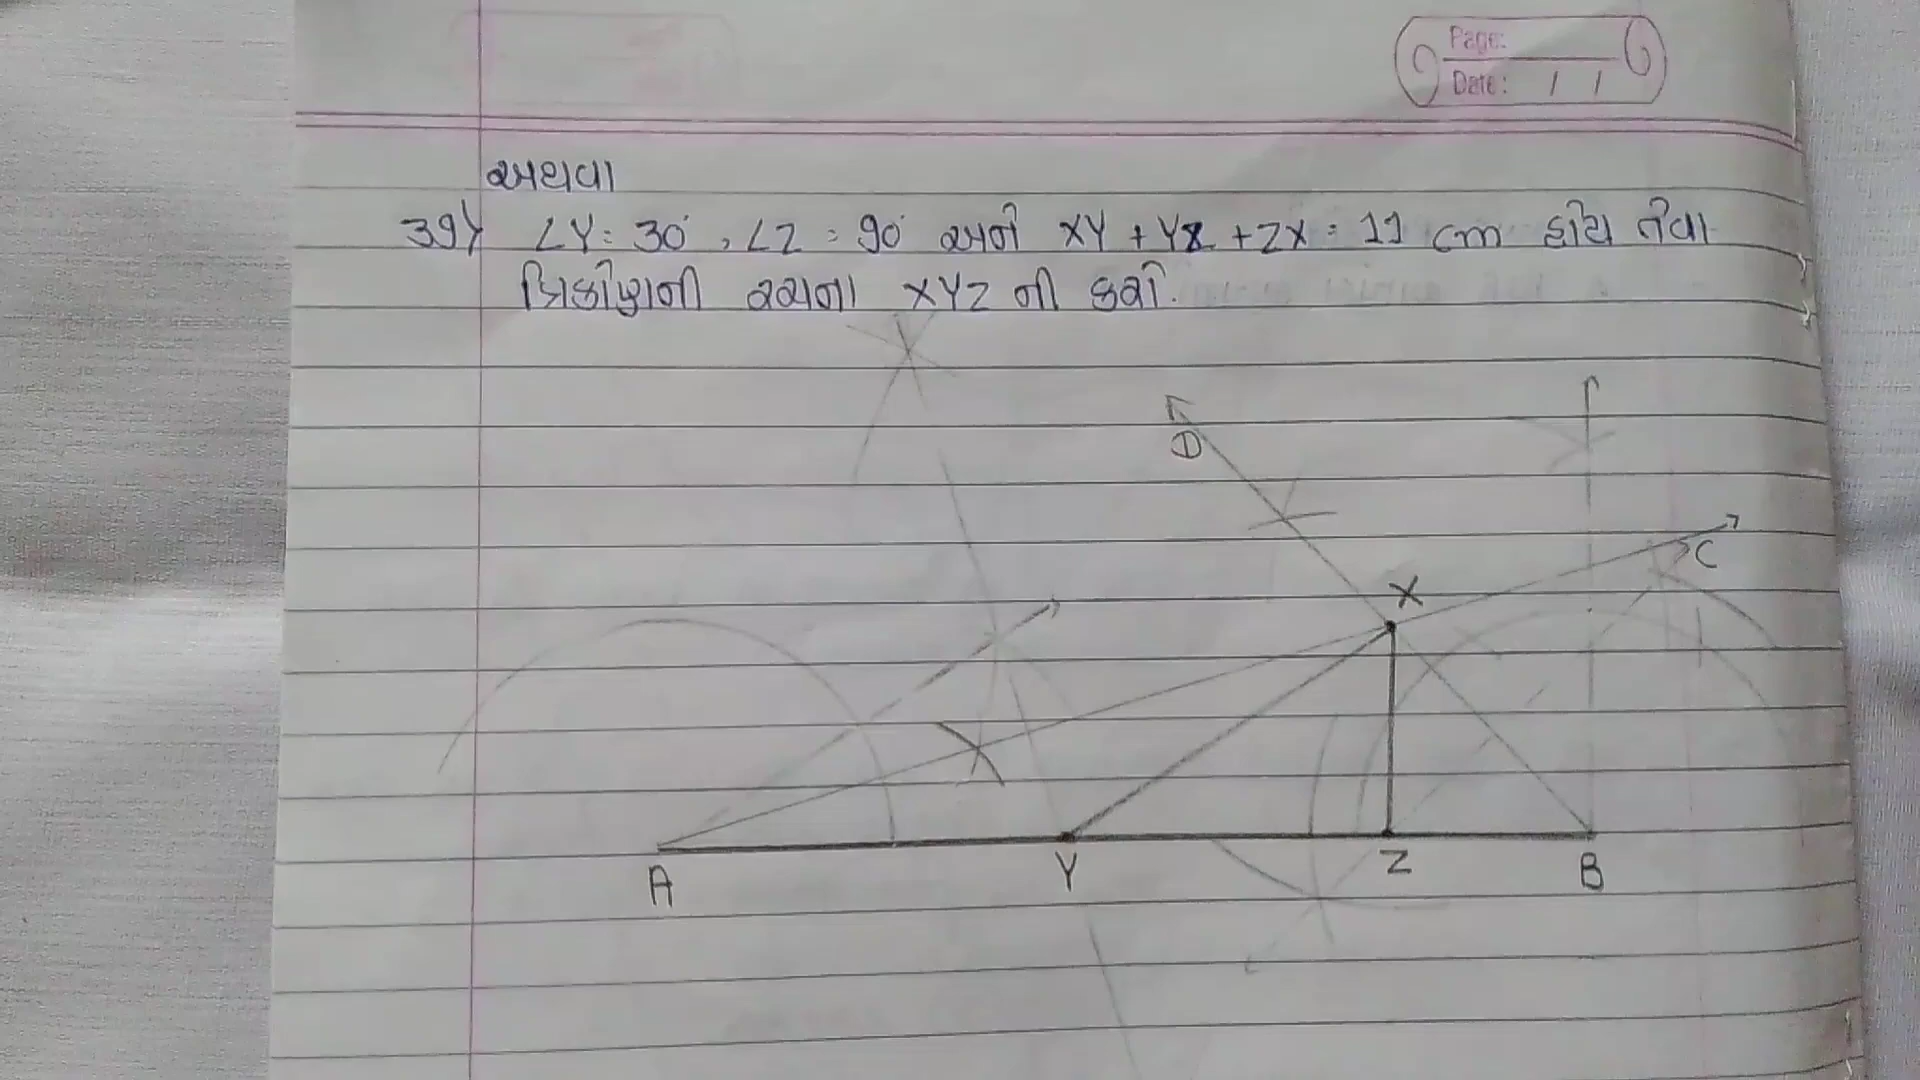 Page:
Date: / /
અથવા
39) ∠Y = 30°, ∠Z = 90° અને XY + YZ + ZX = 11 cm હોય તેવા
ત્રિકોણની રચના XYZ ની કરો.
D
C
X
A Y Z B